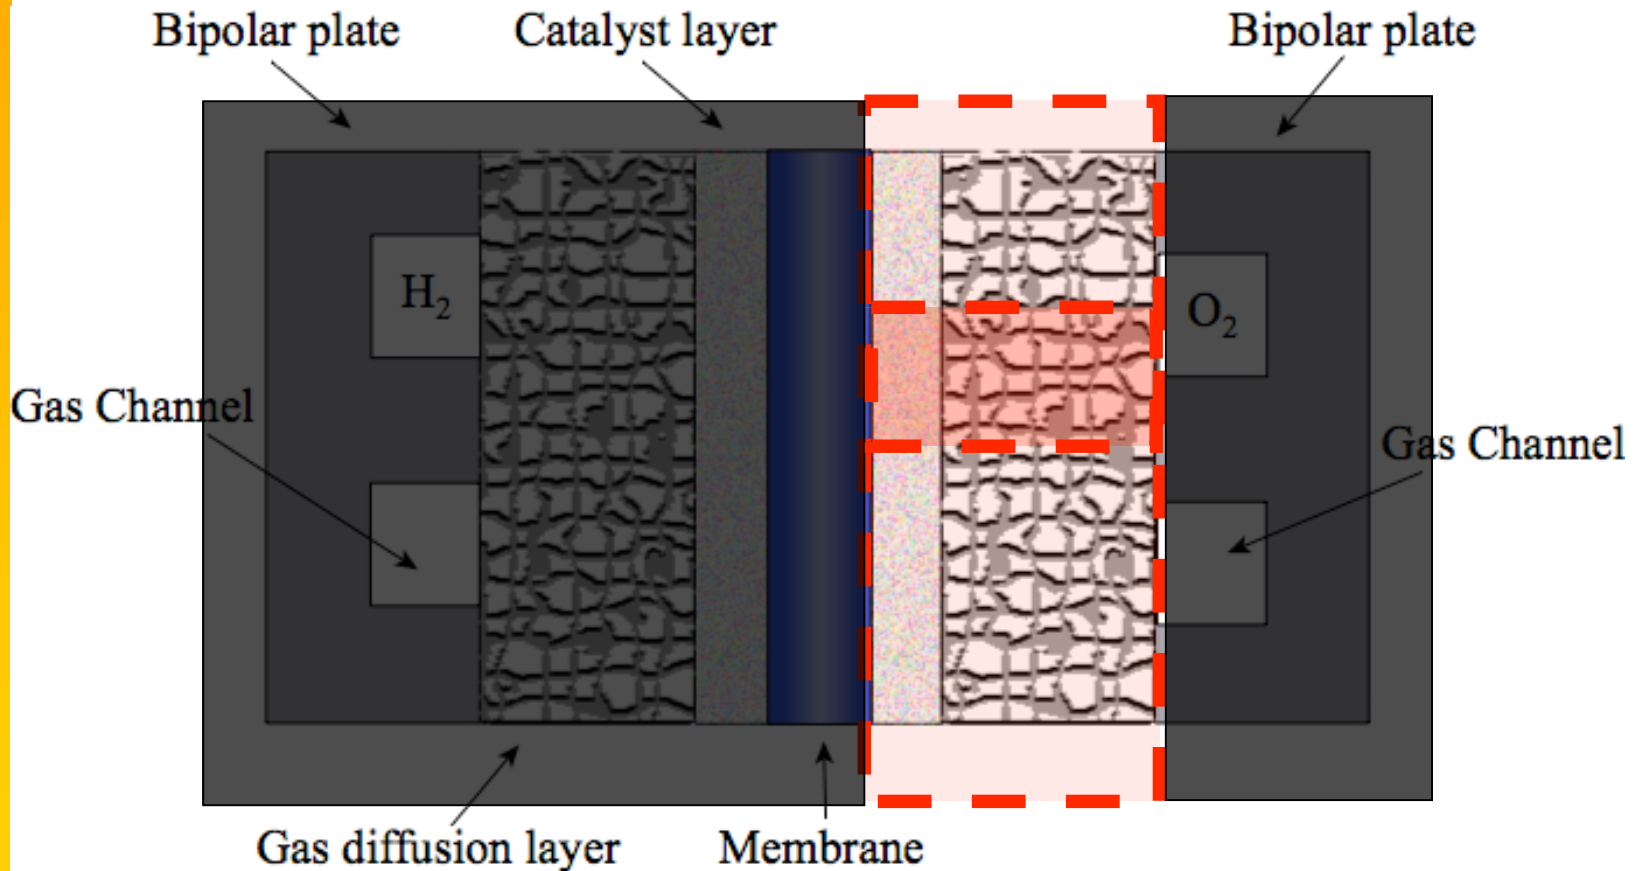 Bipolar plate
Catalyst layer
Bipolar plate
H₂
O₂
Gas Channel
Gas Channel
Gas diffusion layer
Membrane